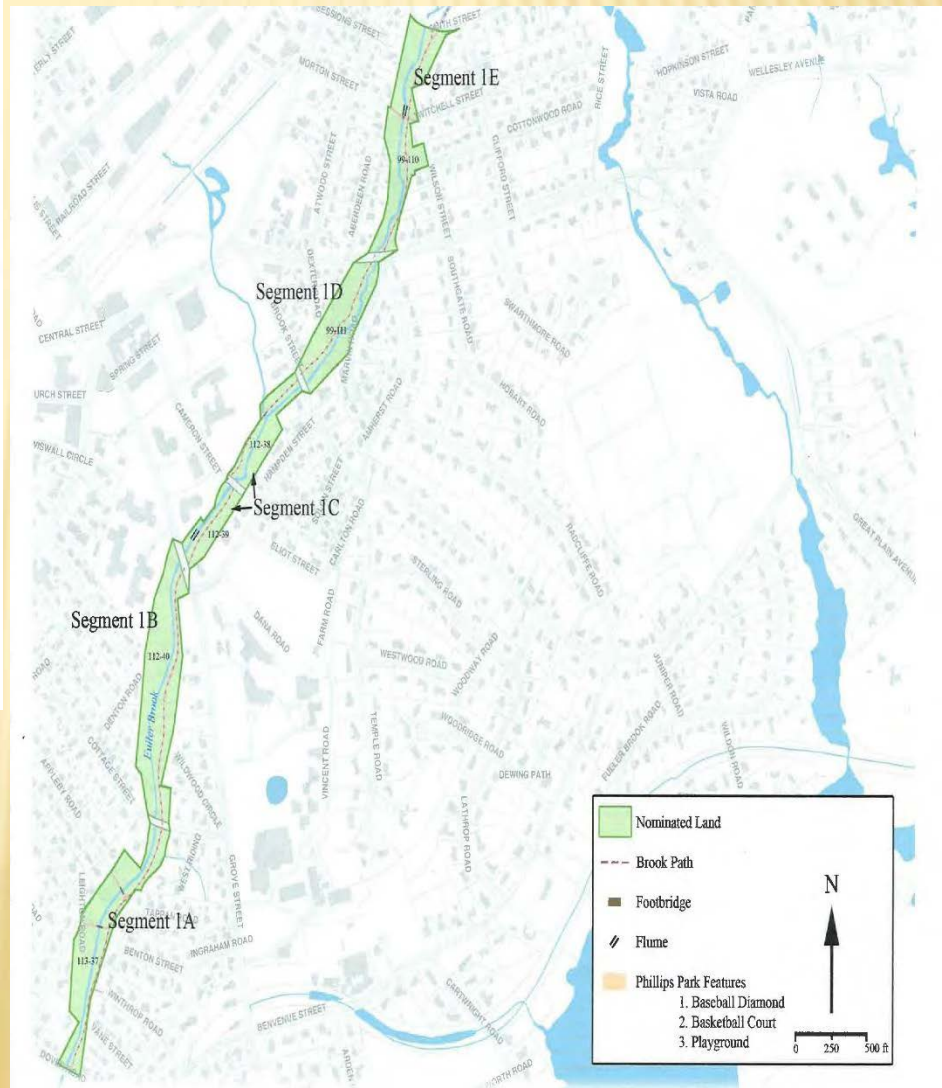 SESSIONS STREET
MORTON STREET
Segment 1E
HOPKINSON STREET
WELLESLEY AVENUE
RICE STREET
VISTA ROAD
COTTONWOOD ROAD
CLIFFORD STREET
RAILROAD STREET
ATWOOD STREET
ABERDEEN ROAD
99-110
WILSON STREET
SOUTHGATE ROAD
Segment 1D
99-111
SWARTHMORE ROAD
CENTRAL STREET
SPRING STREET
AMHERST ROAD
HOBART ROAD
URCH STREET
CAMERON STREET
WISWALL CIRCLE
112-38
HAMPDEN STREET
Segment 1C
112-39
CARLTON ROAD
ELIOT STREET
RADCLIFFE ROAD
GREAT PLAIN AVENUE
STERLING ROAD
Segment 1B
DANA ROAD
FARM ROAD
112-40
WESTWOOD ROAD
WOODWAY ROAD
JUNIPER ROAD
DENTON ROAD
Fuller Brook
TEMPLE ROAD
WOODRIDGE ROAD
FULLER BROOK ROAD
WILDON ROAD
DEWING PATH
COTTAGE STREET
APPLEBY ROAD
WILDWOOD CIRCLE
VINCENT ROAD
LATHROP ROAD
GROVE STREET
Segment 1A
INGRAHAM ROAD
BENTON STREET
113-37
WINTHROP ROAD
VANE STREET
BENVENUE STREET
CARTWRIGHT ROAD
Nominated Land
Brook Path
Footbridge
Flume
Phillips Park Features
1. Baseball Diamond
2. Basketball Court
3. Playground
N
0 250 500 ft